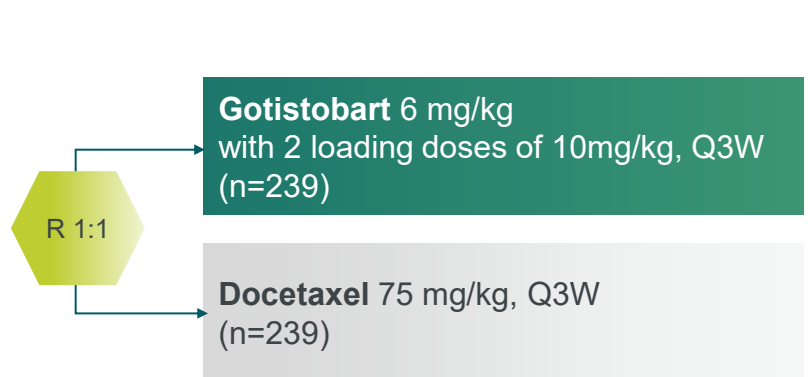 Gotistobart 6 mg/kg
with 2 loading doses of 10mg/kg, Q3W
(n=239)
R 1:1
Docetaxel 75 mg/kg, Q3W
(n=239)